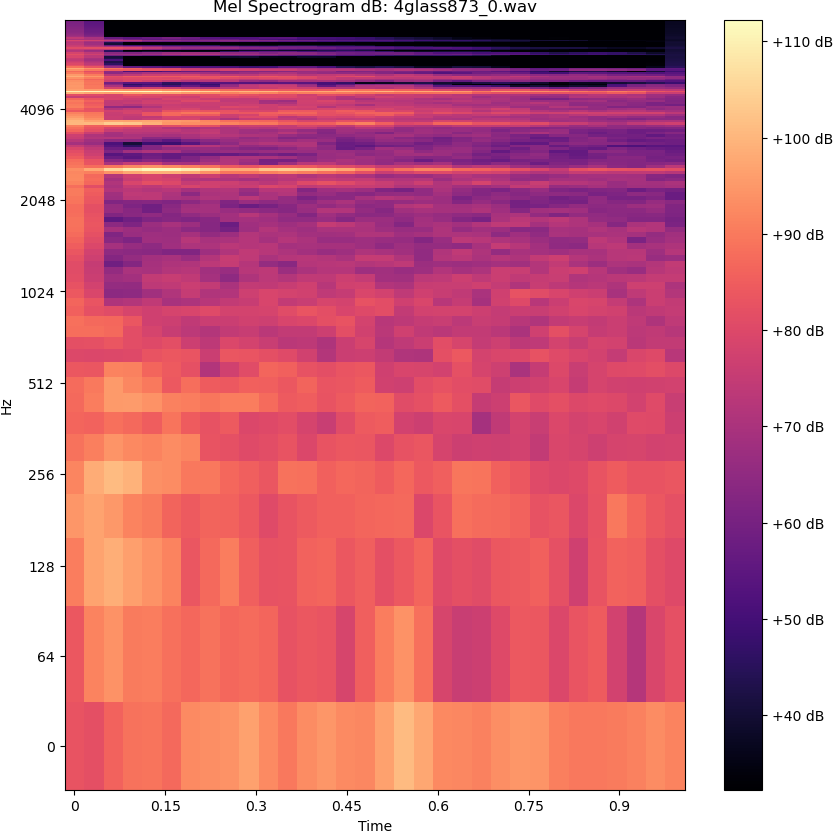 Mel Spectrogram dB: 4glass873_0.wav
4096
2048
1024
512
256
128
64
0
Hz
0 0.15 0.3 0.45 0.6 0.75 0.9
Time
+110 dB
+100 dB
+90 dB
+80 dB
+70 dB
+60 dB
+50 dB
+40 dB